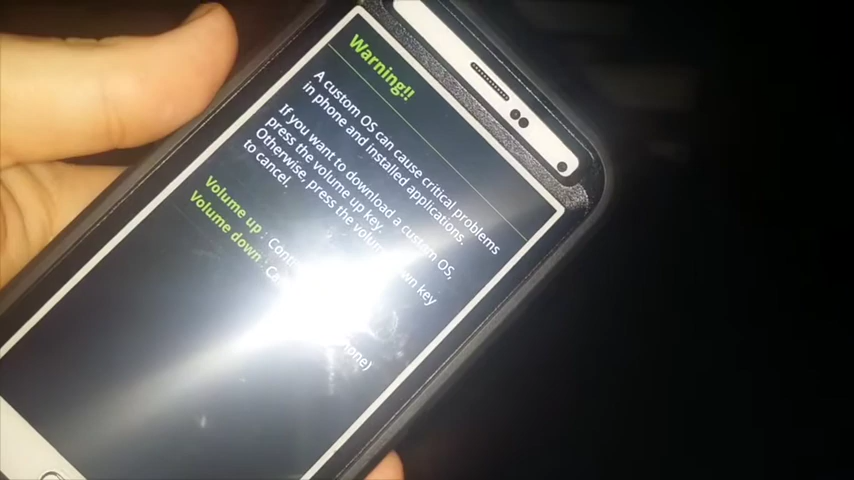 Warning!!
A custom OS can cause critical problems
in phone and installed applications.
If you want to download a custom OS,
press the volume up key.
Otherwise, press the volume down key
to cancel.
Volume up :
Volume down :